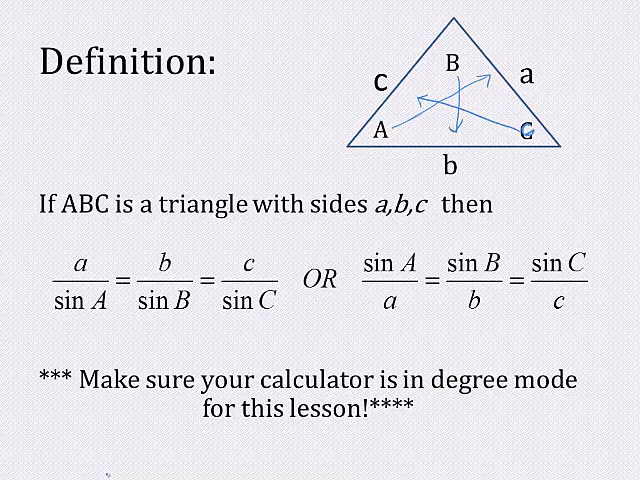 Definition:
B
c
a
A
C
b
If ABC is a triangle with sides a,b,c then
a/sin A = b/sin B = c/sin C OR sin A/a = sin B/b = sin C/c
*** Make sure your calculator is in degree mode
for this lesson!****